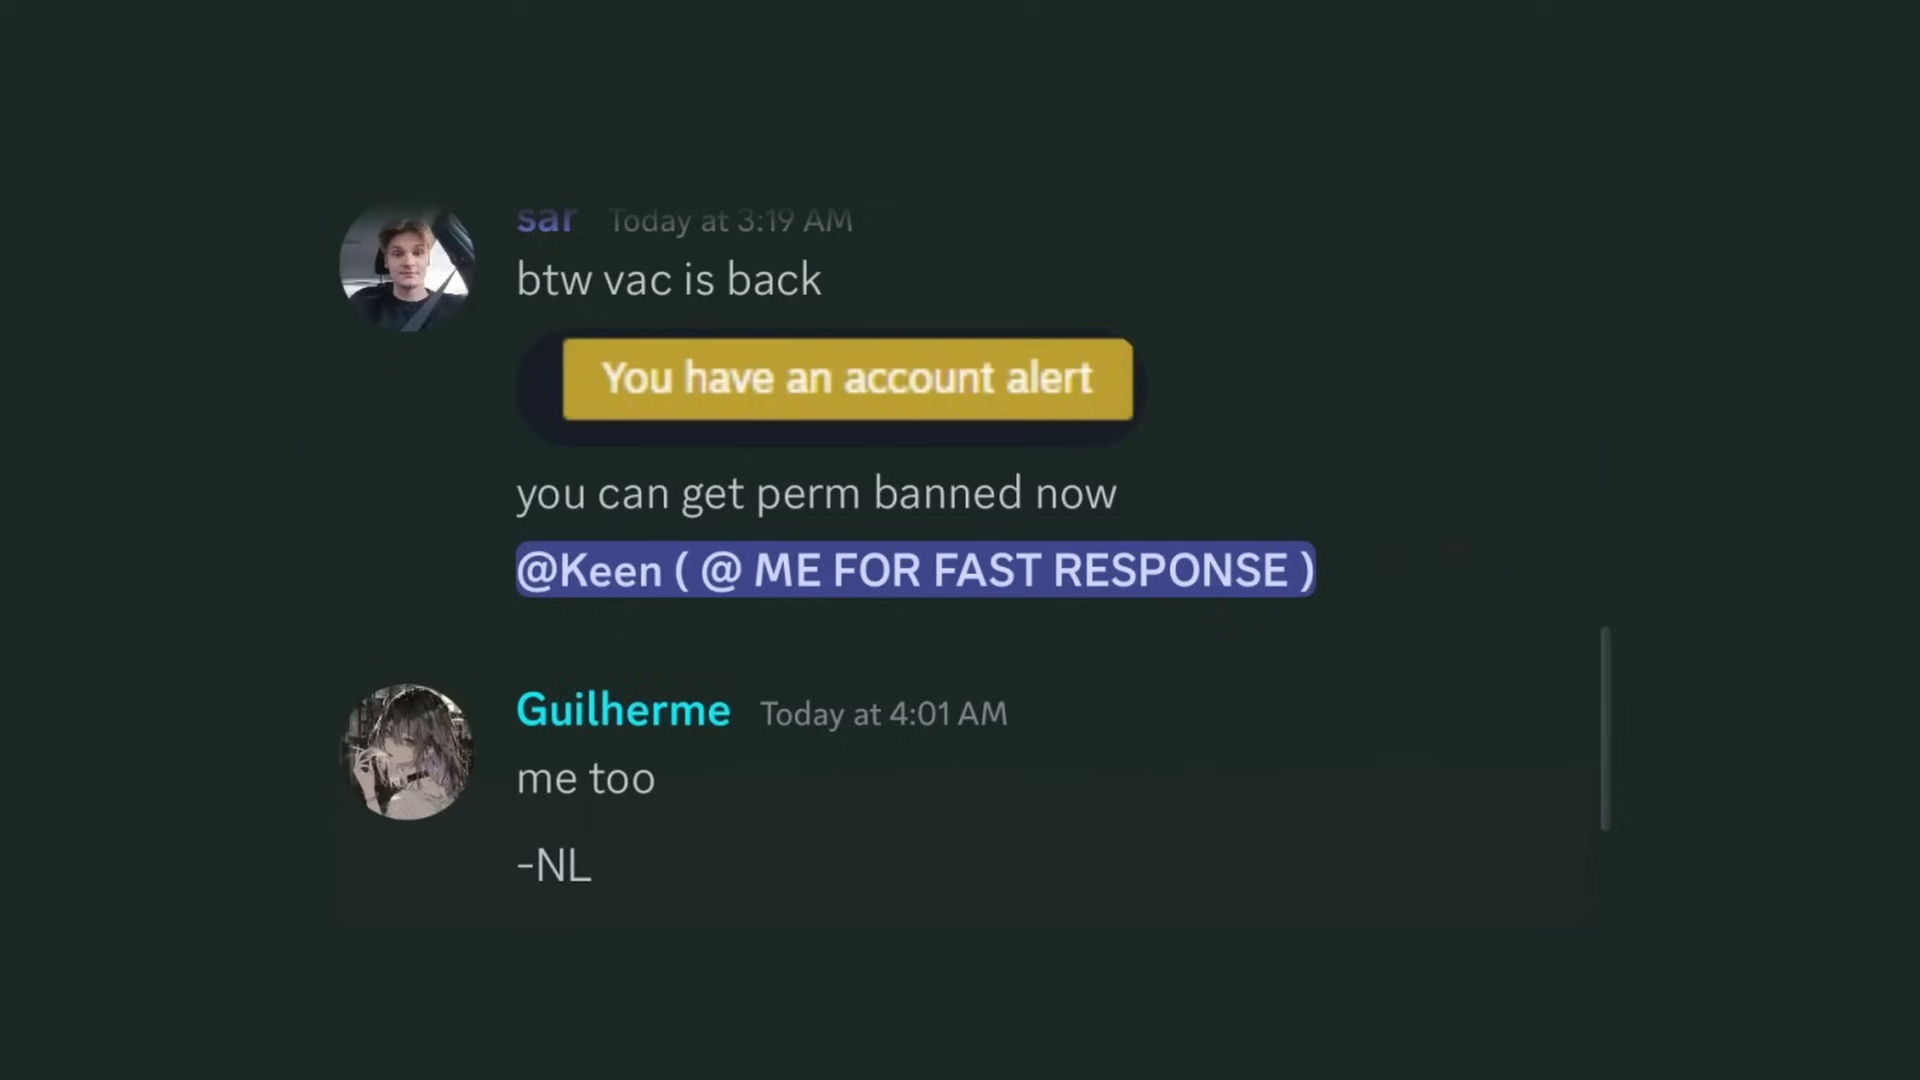 sar Today at 3:19 AM
btw vac is back
You have an account alert
you can get perm banned now
@Keen ( @ ME FOR FAST RESPONSE )
Guilherme Today at 4:01 AM
me too
-NL